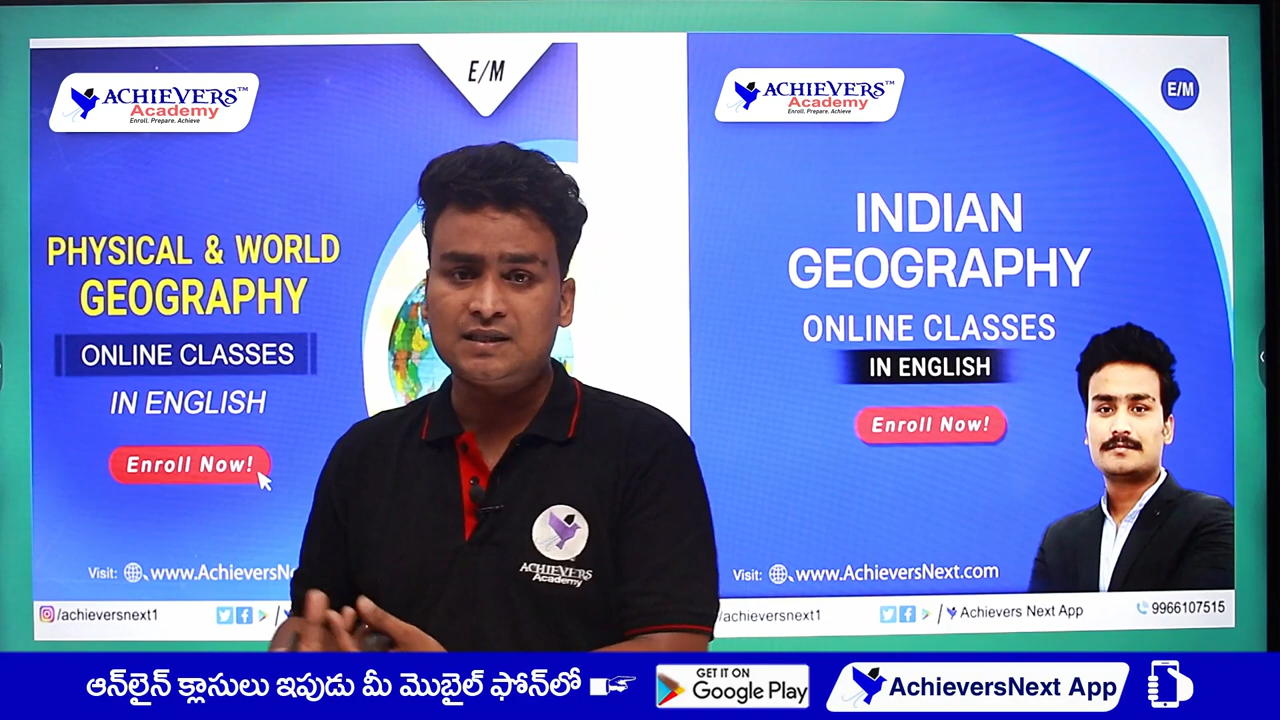 E/M
ACHIEVERS™
Academy
Enroll. Prepare. Achieve
PHYSICAL & WORLD
GEOGRAPHY
ONLINE CLASSES
IN ENGLISH
Enroll Now!
Visit: www.AchieversNe
/achieversnext1
ACHIEVERS™
Academy
Enroll. Prepare. Achieve
E/M
INDIAN
GEOGRAPHY
ONLINE CLASSES
IN ENGLISH
Enroll Now!
Visit: www.AchieversNext.com
/achieversnext1
/ Achievers Next App
9966107515
ACHIEVERS
Academy
ఆన్‌లైన్ క్లాసులు ఇపుడు మీ మొబైల్ ఫోన్‌లో
GET IT ON
Google Play
AchieversNext App